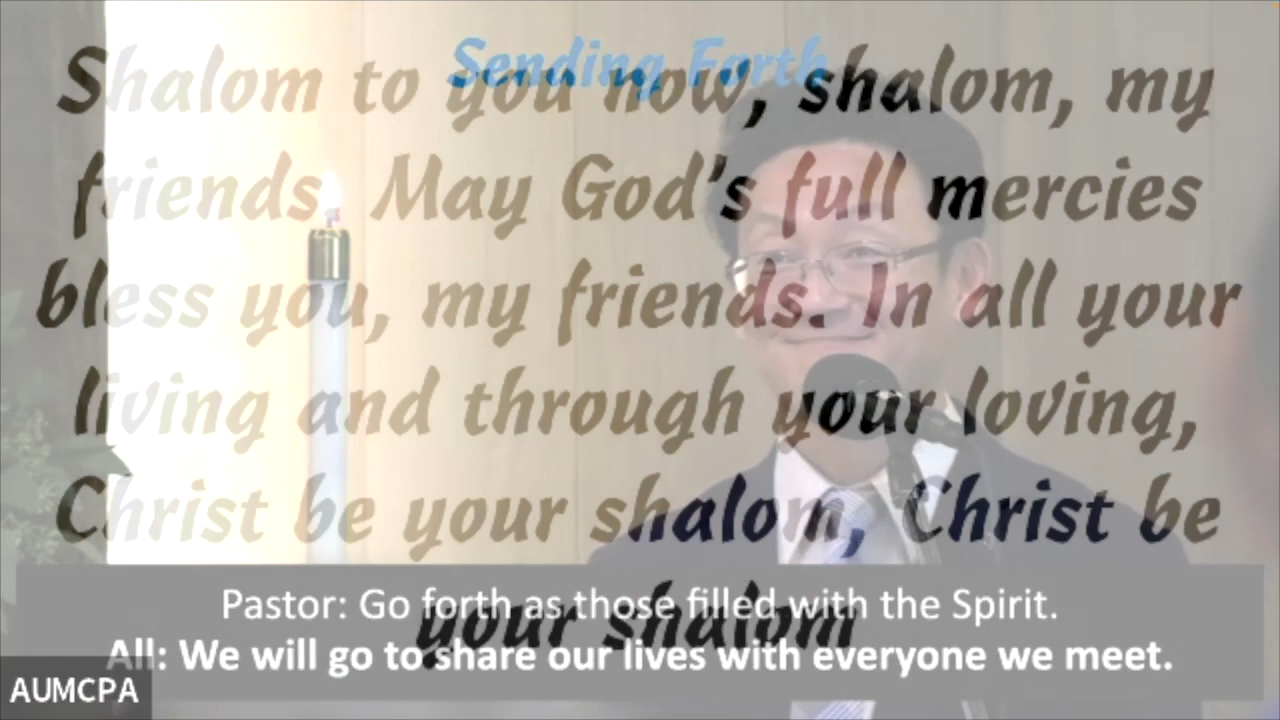 Sending Forth
Shalom to you now, shalom, my
friends. May God's full mercies
bless you, my friends. In all your
living and through your loving,
Christ be your shalom, Christ be
your shalom
Pastor: Go forth as those filled with the Spirit.
All: We will go to share our lives with everyone we meet.
AUMCPA